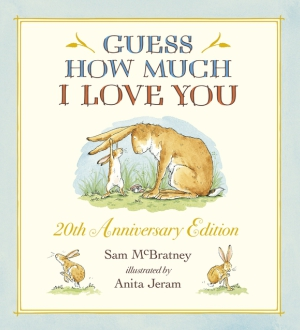 GUESS
HOW MUCH
I LOVE YOU
20th Anniversary Edition
Sam McBratney
illustrated by
Anita Jeram